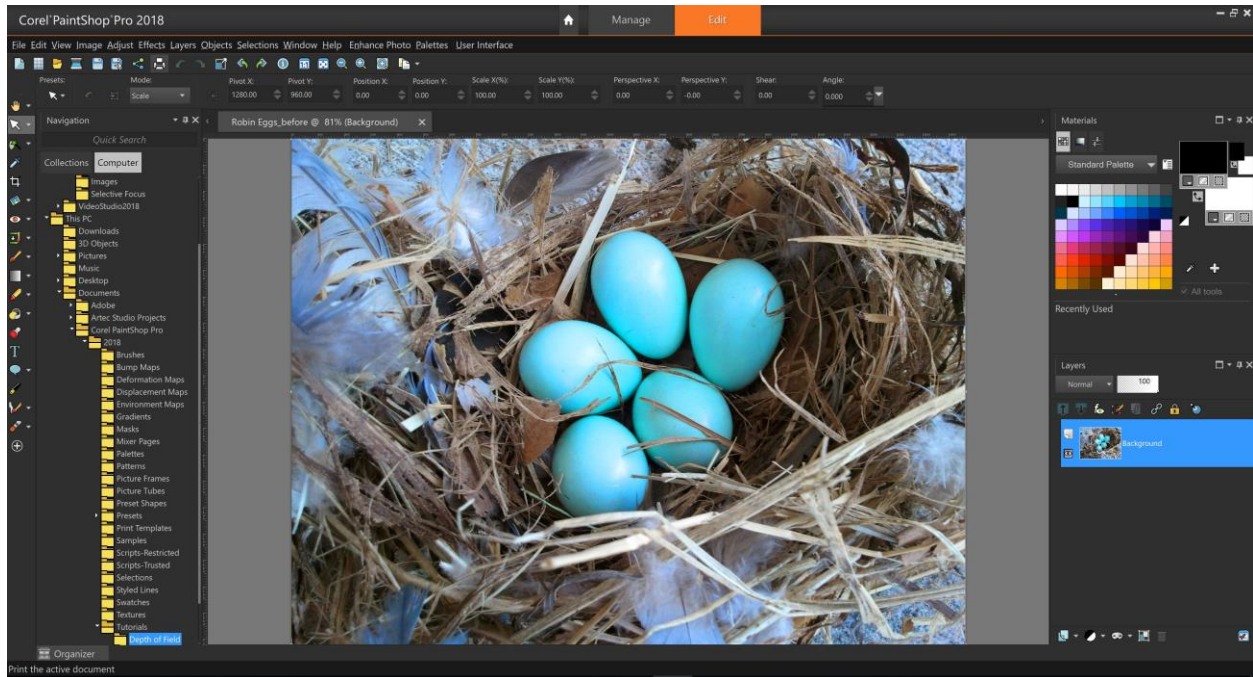 Corel PaintShop Pro 2018
Manage
Edit
File Edit View Image Adjust Effects Layers Objects Selections Window Help Enhance Photo Palettes User Interface
Presets: Mode: Pivot X: Pivot Y: Position X: Position Y: Scale X(%): Scale Y(%): Perspective X: Perspective Y: Shear: Angle:
Scale 1280.00 960.00 0.00 0.00 100.00 100.00 0.00 -0.00 0.00 0.000
Navigation
Quick Search
Collections Computer
Images
Selective Focus
VideoStudio2018
This PC
Downloads
3D Objects
Pictures
Music
Desktop
Documents
Adobe
Artec Studio Projects
Corel PaintShop Pro
2018
Brushes
Bump Maps
Deformation Maps
Displacement Maps
Environment Maps
Gradients
Masks
Mixer Pages
Palettes
Patterns
Picture Frames
Picture Tubes
Preset Shapes
Presets
Print Templates
Samples
Scripts-Restricted
Scripts-Trusted
Selections
Styled Lines
Swatches
Textures
Tutorials
Depth of Field
Organizer
Print the active document
Robin Eggs_before @ 81% (Background)
Materials
Standard Palette
All tools
Recently Used
Layers
Normal 100
Background